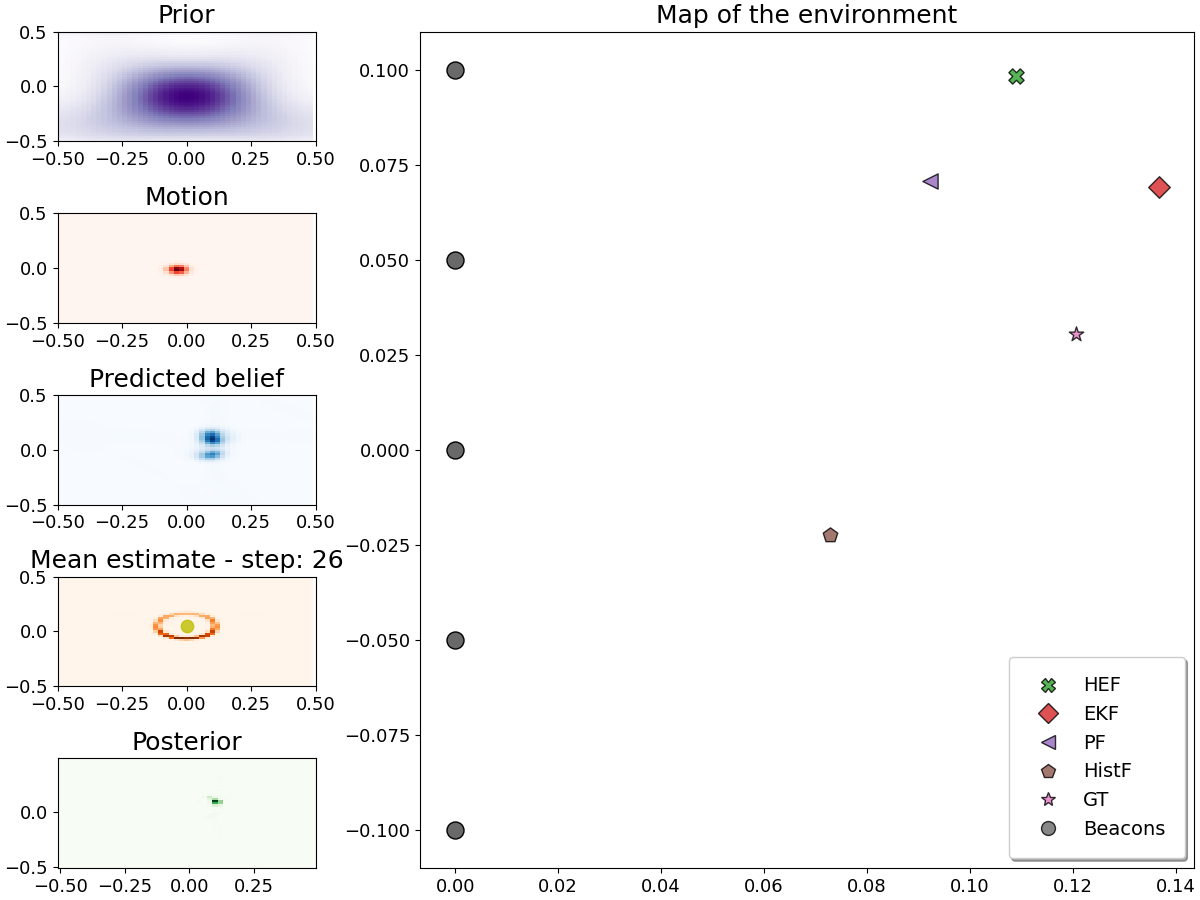 Prior
0.5
0.0
−0.5
−0.50 −0.25 0.00 0.25 0.50
Motion
0.5
0.0
−0.5
−0.50 −0.25 0.00 0.25 0.50
Predicted belief
0.5
0.0
−0.5
−0.50 −0.25 0.00 0.25 0.50
Mean estimate - step: 26
0.5
0.0
−0.5
−0.50 −0.25 0.00 0.25 0.50
Posterior
0.0
−0.5
−0.50 −0.25 0.00 0.25
Map of the environment
0.100
0.075
0.050
0.025
0.000
−0.025
−0.050
−0.075
−0.100
0.00 0.02 0.04 0.06 0.08 0.10 0.12 0.14
HEF
EKF
PF
HistF
GT
Beacons